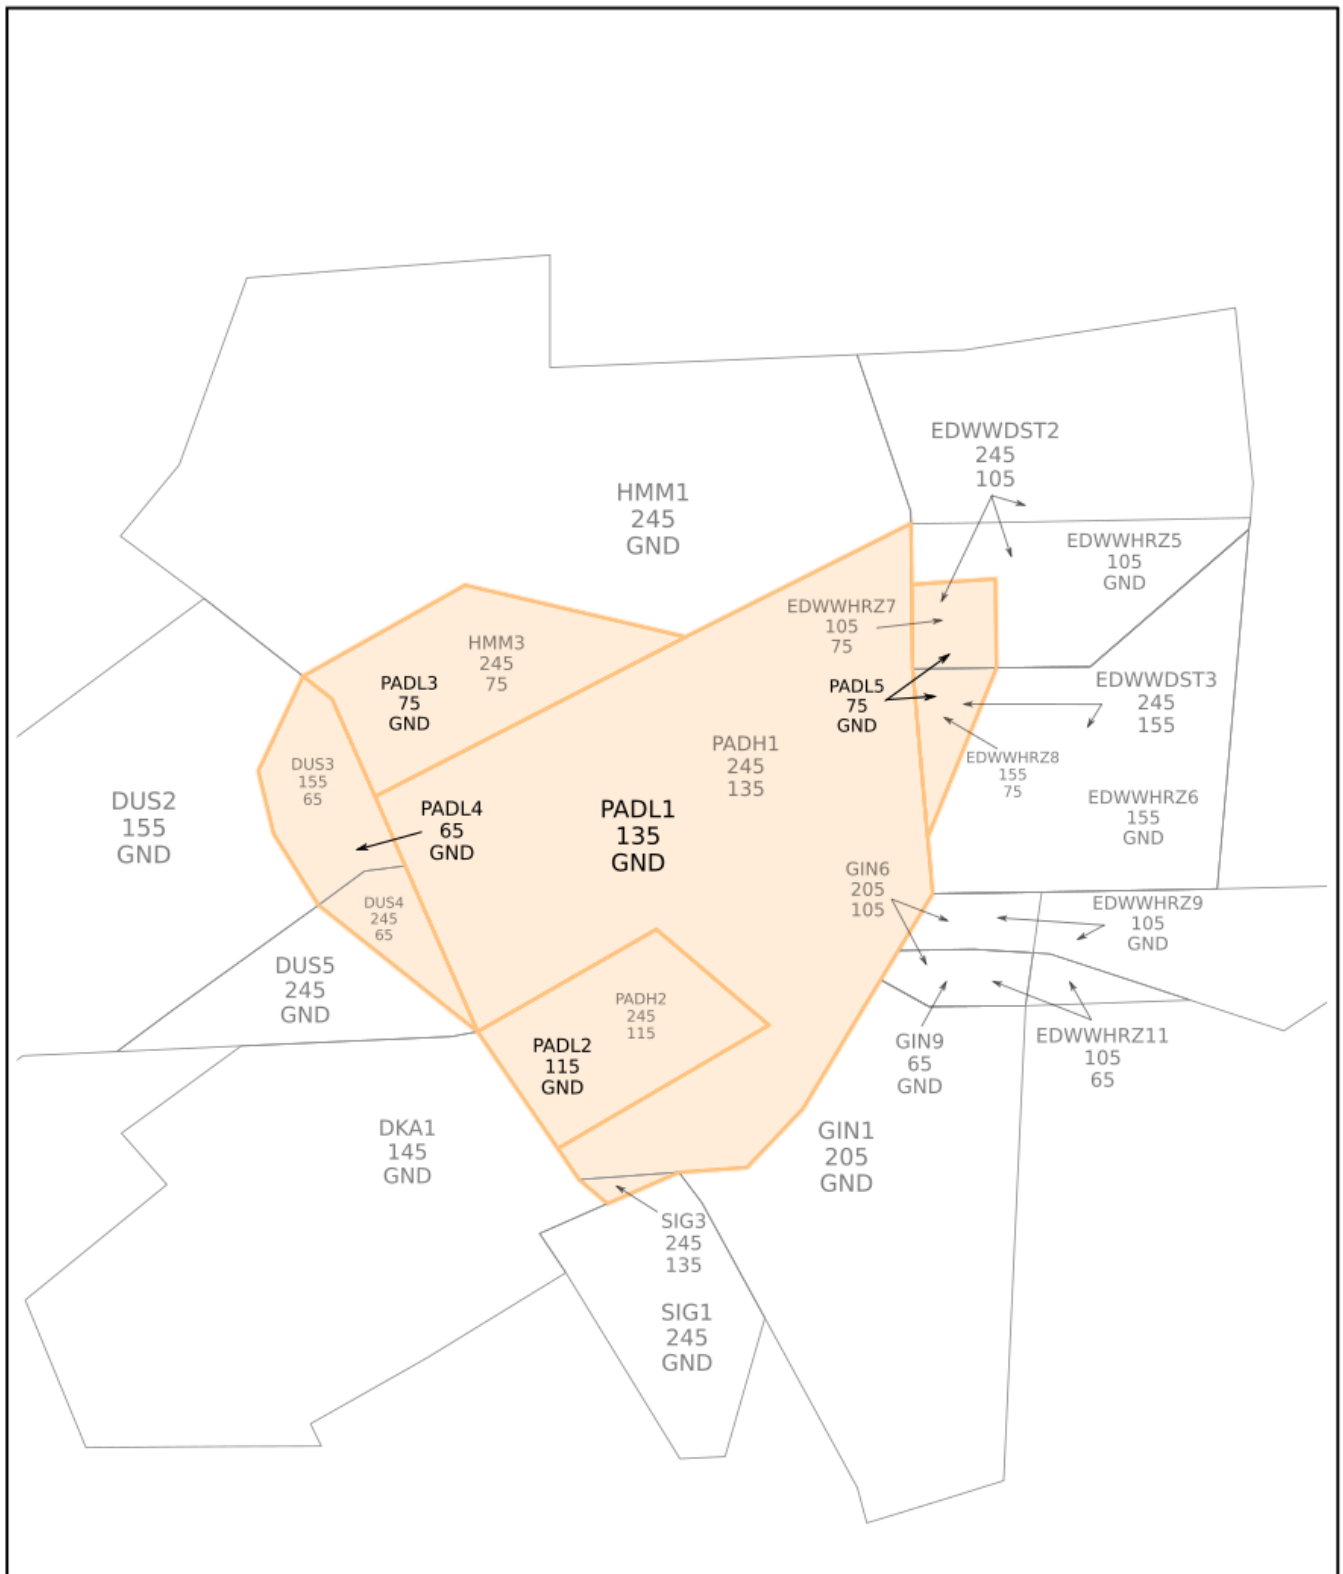 EDWWDST2
245
105
HMM1
245
GND
EDWWHRZ5
105
GND
EDWWHRZ7
105
75
HMM3
245
75
PADL3
75
GND
PADL5
75
GND
EDWWDST3
245
155
PADH1
245
135
DUS3
155
65
EDWWHRZ8
155
75
DUS2
155
GND
PADL4
65
GND
PADL1
135
GND
EDWWHRZ6
155
GND
GIN6
205
105
DUS4
245
65
EDWWHRZ9
105
GND
DUS5
245
GND
PADH2
245
115
PADL2
115
GND
GIN9
65
GND
EDWWHRZ11
105
65
DKA1
145
GND
GIN1
205
GND
SIG3
245
135
SIG1
245
GND